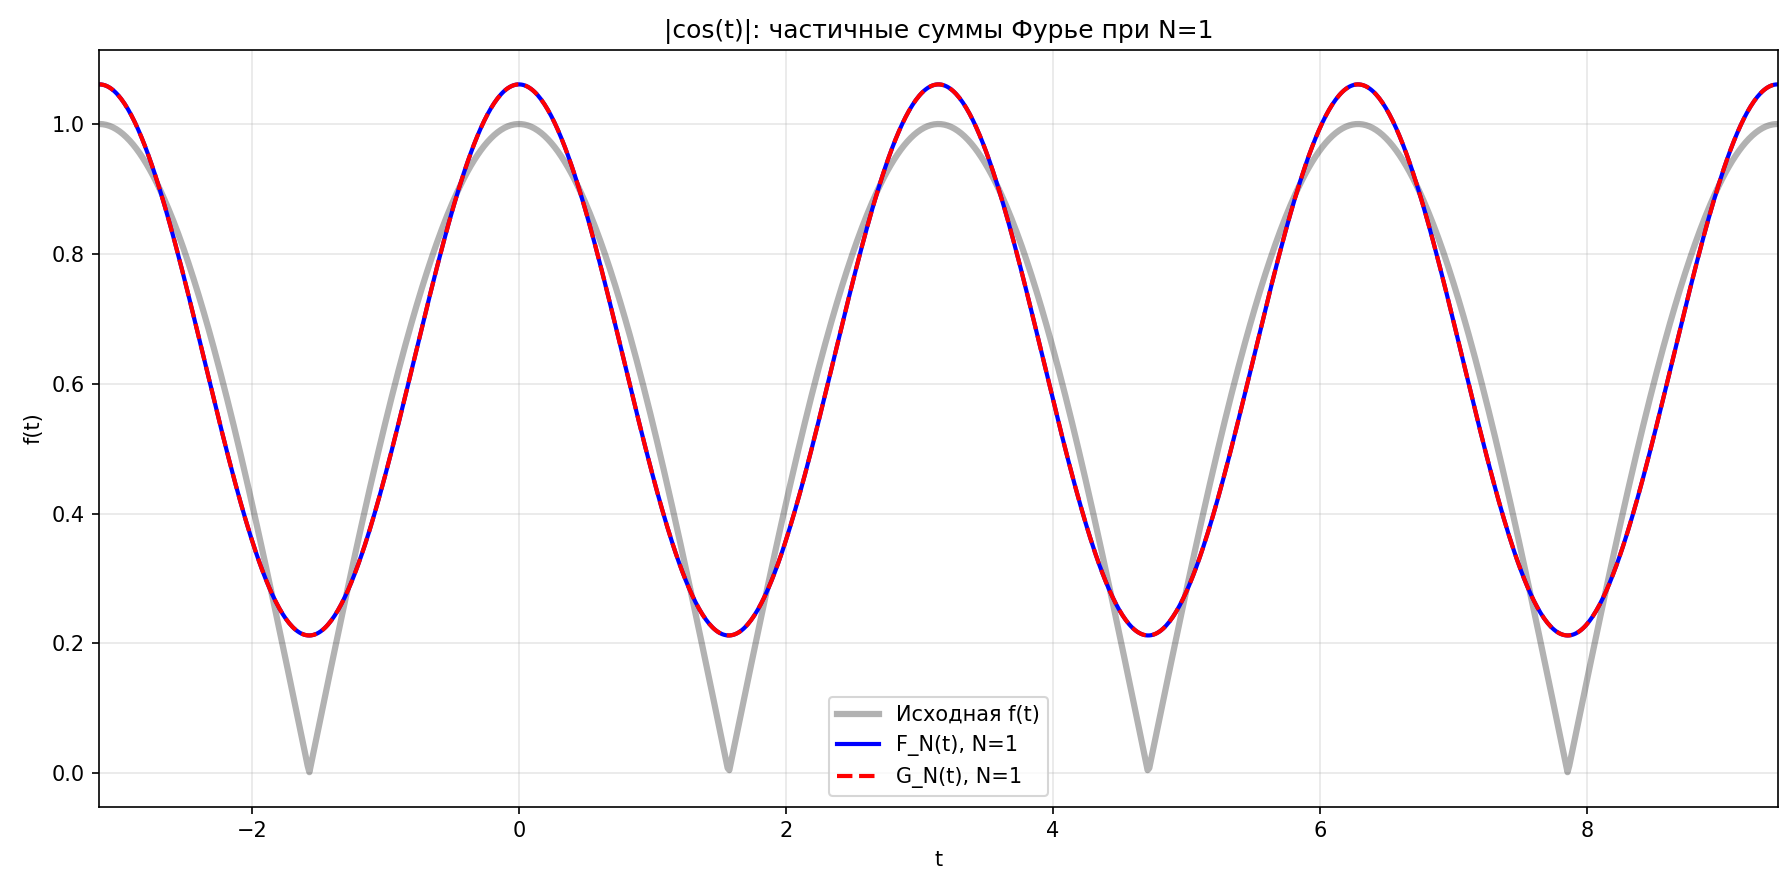 |cos(t)|: частичные суммы Фурье при N=1
f(t)
1.0
0.8
0.6
0.4
0.2
0.0
Исходная f(t)
F_N(t), N=1
G_N(t), N=1
−2 0 2 4 6 8
t